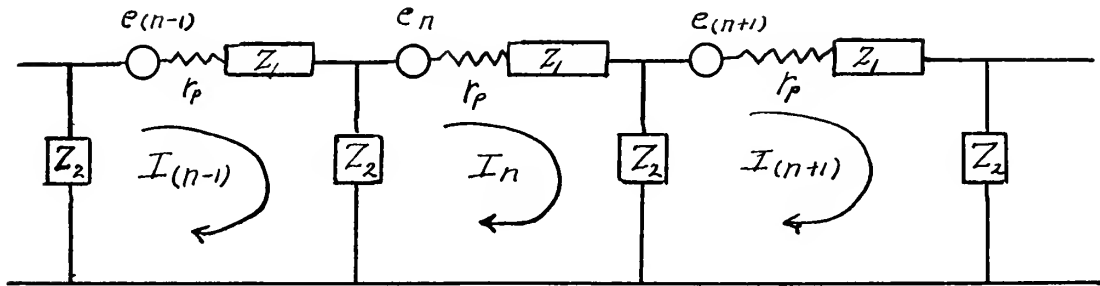 e(n-1) en e(n+1)
Z1 Z1 Z1
rp rp rp
Z2 Z2 Z2 Z2
I(n-1) In I(n+1)